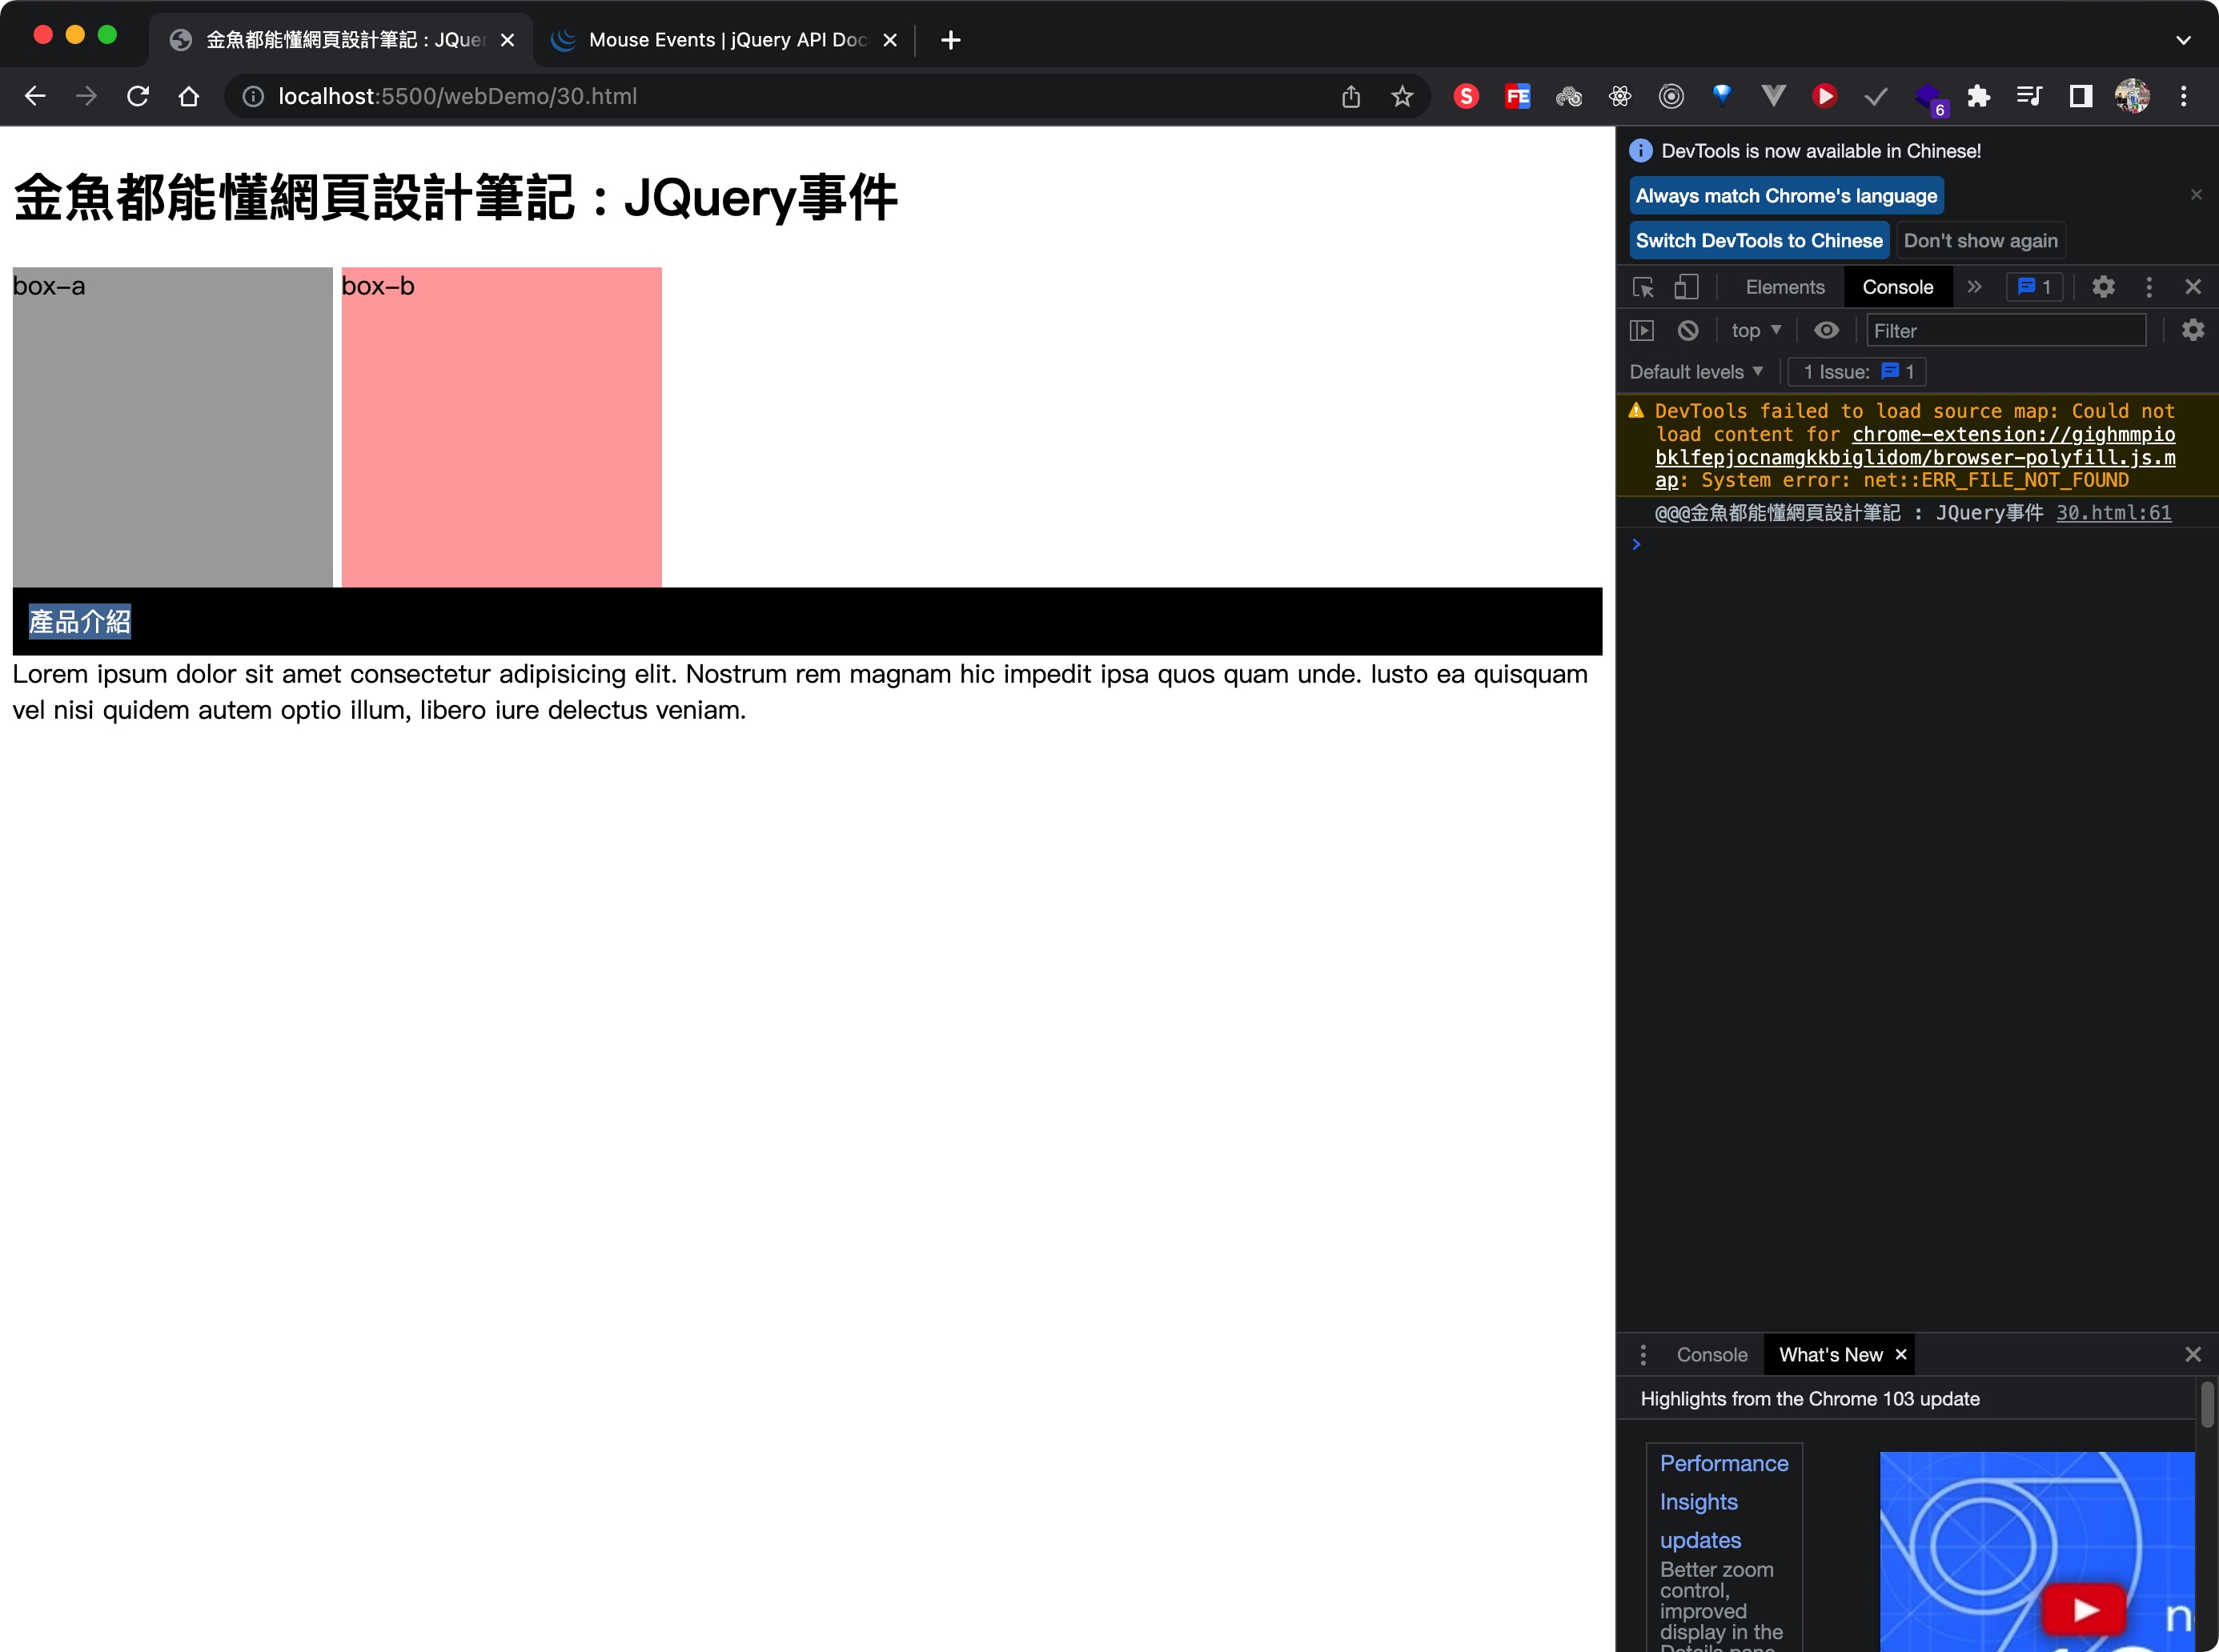 金魚都能懂網頁設計筆記 : JQuer
Mouse Events | jQuery API Doc
localhost:5500/webDemo/30.html
S
FE
6
金魚都能懂網頁設計筆記 : JQuery事件
box-a
box-b
產品介紹
Lorem ipsum dolor sit amet consectetur adipisicing elit. Nostrum rem magnam hic impedit ipsa quos quam unde. Iusto ea quisquam
vel nisi quidem autem optio illum, libero iure delectus veniam.
DevTools is now available in Chinese!
Always match Chrome's language
Switch DevTools to Chinese
Don't show again
Elements
Console
1
top
Filter
Default levels
1 Issue: 1
DevTools failed to load source map: Could not
load content for chrome-extension://gighmmpio
bklfepjocnamgkkbiglidom/browser-polyfill.js.m
ap: System error: net::ERR_FILE_NOT_FOUND
@@@金魚都能懂網頁設計筆記 : JQuery事件 30.html:61
Console
What's New
Highlights from the Chrome 103 update
Performance
Insights
updates
Better zoom
control,
improved
display in the
Details pane
n